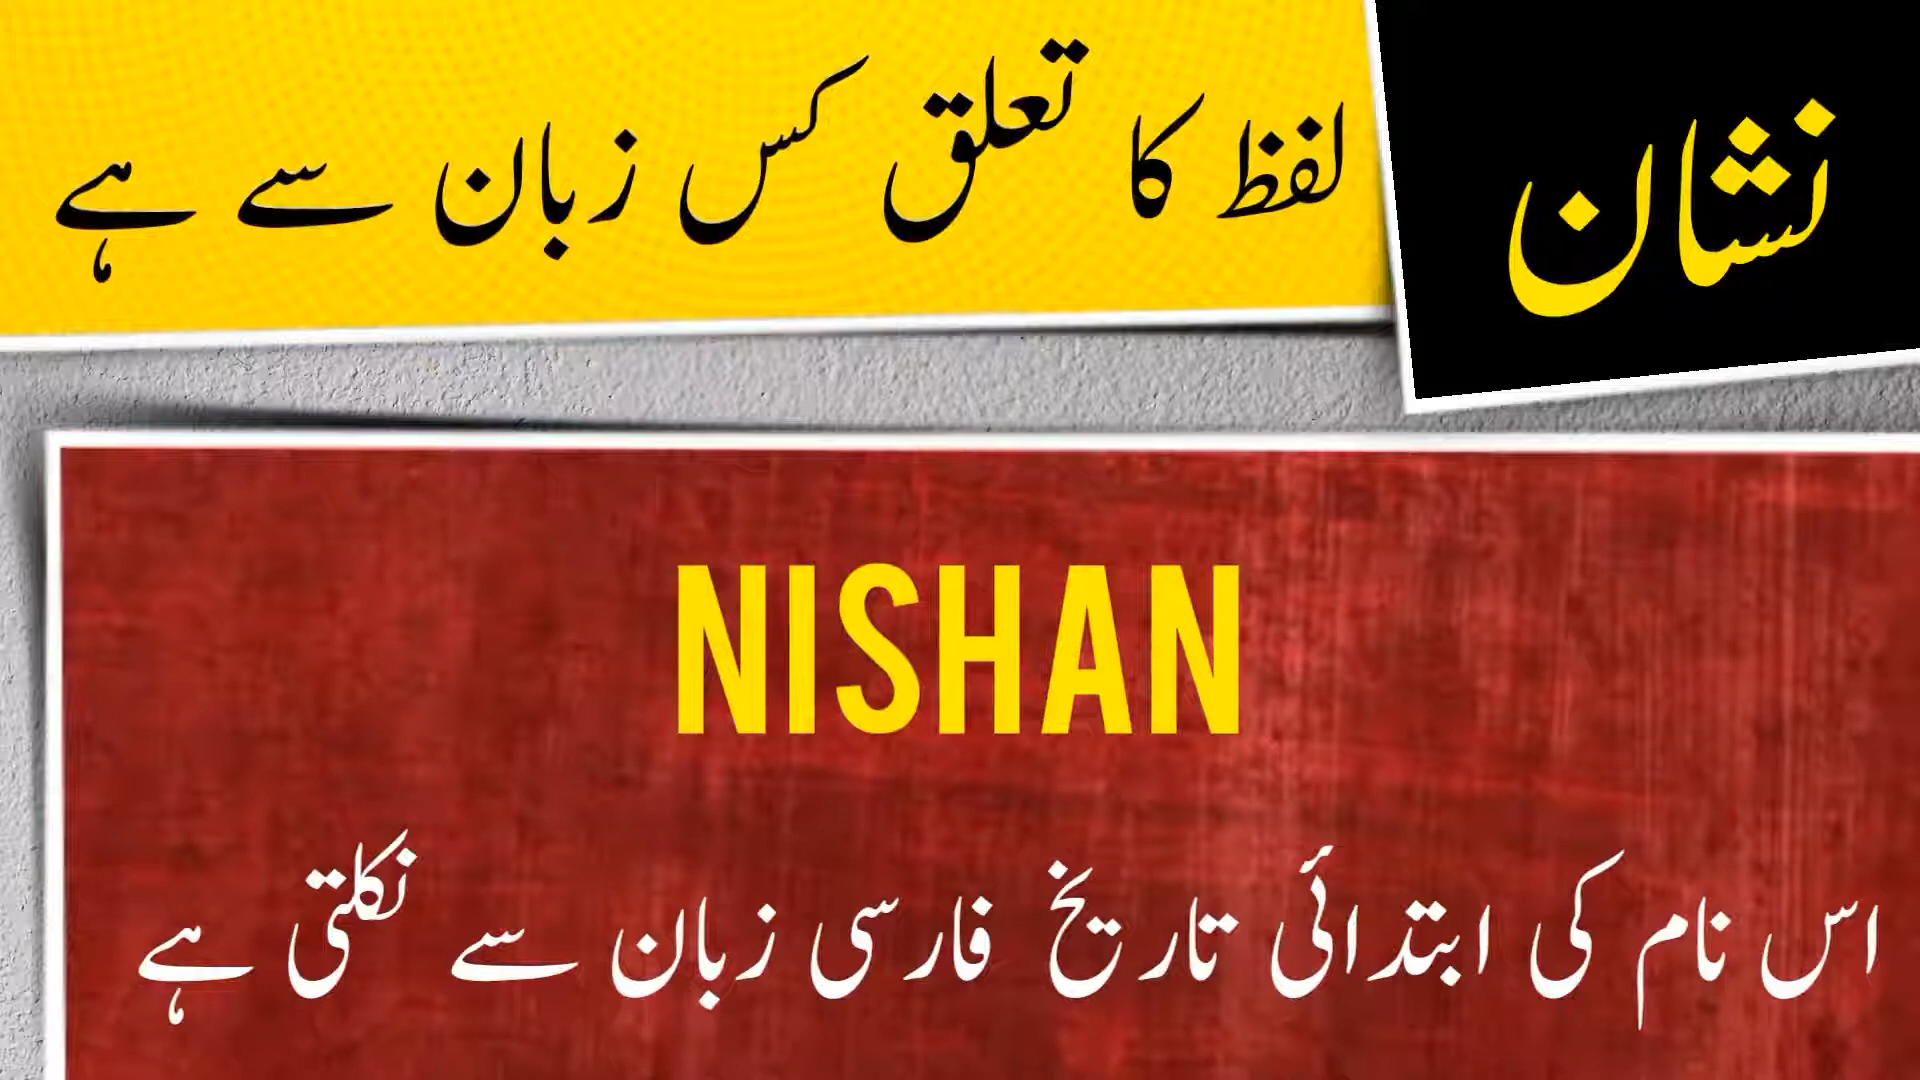 نشان
لفظ کا تعلق کس زبان سے ہے
NISHAN
اس نام کی ابتدائی تاریخ فارسی زبان سے نکلتی ہے